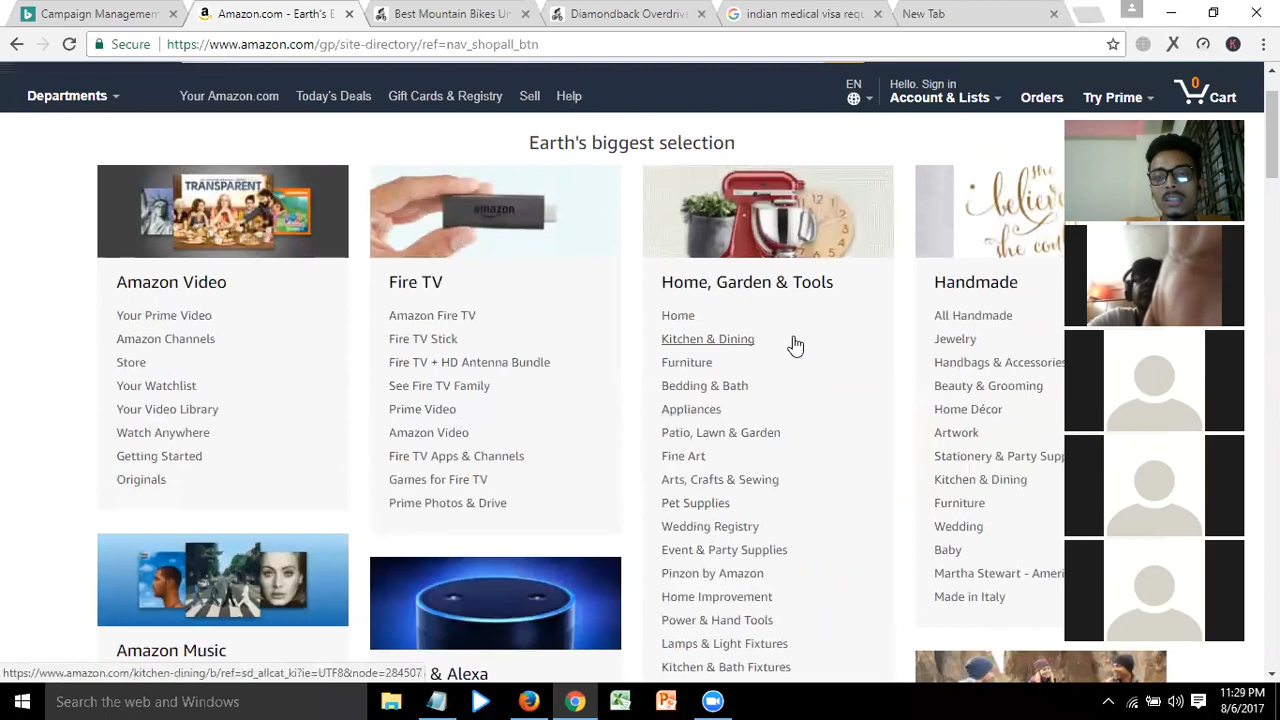 Campaign Managemen
Amazon.com - Earth's E
Best Mountain Bikes Un
Diamondback Overdriv
indian medical visa requ
New Tab
Secure
https://www.amazon.com/gp/site-directory/ref=nav_shopall_btn
Departments
Your Amazon.com
Today's Deals
Gift Cards & Registry
Sell
Help
EN
Hello. Sign in
Account & Lists
Orders
Try Prime
0
Cart
Earth's biggest selection
TRANSPARENT
amazon
she
believe
she co
Amazon Video
Your Prime Video
Amazon Channels
Store
Your Watchlist
Your Video Library
Watch Anywhere
Getting Started
Originals
Fire TV
Amazon Fire TV
Fire TV Stick
Fire TV + HD Antenna Bundle
See Fire TV Family
Prime Video
Amazon Video
Fire TV Apps & Channels
Games for Fire TV
Prime Photos & Drive
Home, Garden & Tools
Home
Kitchen & Dining
Furniture
Bedding & Bath
Appliances
Patio, Lawn & Garden
Fine Art
Arts, Crafts & Sewing
Pet Supplies
Wedding Registry
Event & Party Supplies
Pinzon by Amazon
Home Improvement
Power & Hand Tools
Lamps & Light Fixtures
Kitchen & Bath Fixtures
Handmade
All Handmade
Jewelry
Handbags & Accessories
Beauty & Grooming
Home Décor
Artwork
Stationery & Party Supp
Kitchen & Dining
Furniture
Wedding
Baby
Martha Stewart - Ameri
Made in Italy
Amazon Music
& Alexa
https://www.amazon.com/kitchen-dining/b/ref=sd_allcat_ki?ie=UTF8&node=284507
Search the web and Windows
11:29 PM
8/6/2017